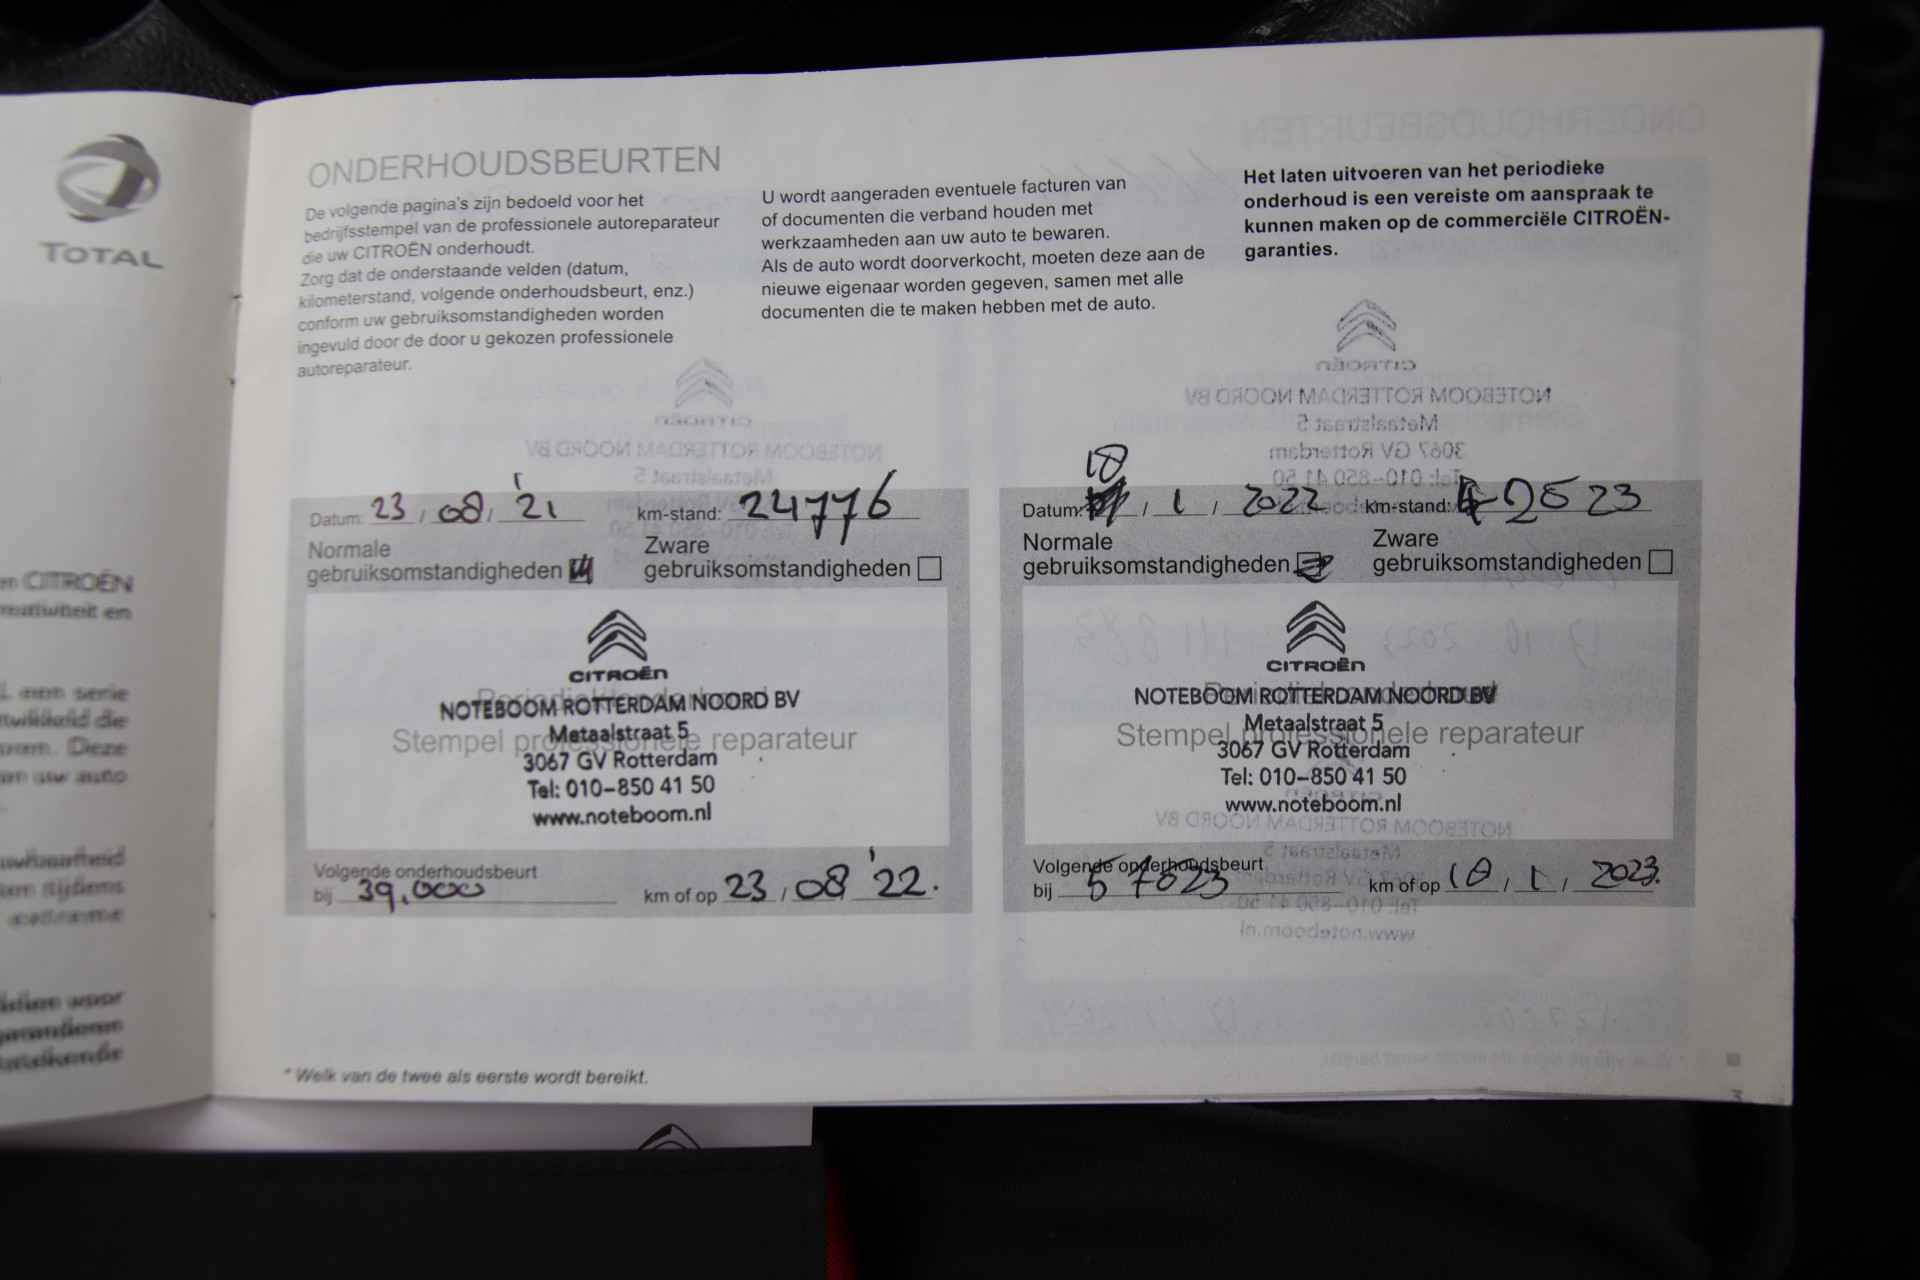 TOTAL
en CITROËN
ONDERHOUDSBEURTEN
De volgende pagina's zijn bedoeld voor het
bedrijfsstempel van de professionele autoreparateur
die uw CITROËN onderhoudt.
Zorg dat de onderstaande velden (datum,
kilometerstand, volgende onderhoudsbeurt, enz.)
conform uw gebruiksomstandigheden worden
ingevuld door de door u gekozen professionele
autoreparateur.
U wordt aangeraden eventuele facturen van
of documenten die verband houden met
werkzaamheden aan uw auto te bewaren.
Als de auto wordt doorverkocht, moeten deze aan de
nieuwe eigenaar worden gegeven, samen met alle
documenten die te maken hebben met de auto.
Het laten uitvoeren van het periodieke
onderhoud is een vereiste om aanspraak te
kunnen maken op de commerciële CITROËN-
garanties.
Datum: 23 / 08 / '21 km-stand: 24776
Normale
gebruiksomstandigheden
Zware
gebruiksomstandigheden
CITROËN
NOTEBOOM ROTTERDAM NOORD BV
Stempel professionele reparateur
Metaalstraat 5
3067 GV Rotterdam
Tel: 010-850 41 50
www.noteboom.nl
Volgende onderhoudsbeurt
bij 39.000 km of op 23 / 08 '22.
18
Datum: / 1 / 2022 km-stand: 42523
Normale
gebruiksomstandigheden
Zware
gebruiksomstandigheden
CITROËN
NOTEBOOM ROTTERDAM NOORD BV
Metaalstraat 5
Stempel professionele reparateur
3067 GV Rotterdam
Tel: 010-850 41 50
www.noteboom.nl
Volgende onderhoudsbeurt
bij 57523 km of op 18 / 1 / 2023.
* Welk van de twee als eerste wordt bereikt.